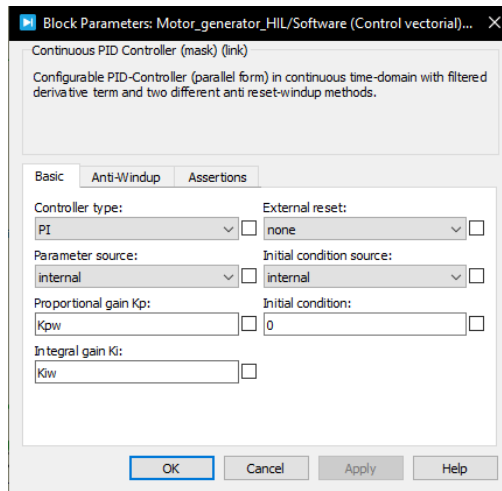 Block Parameters: Motor_generator_HIL/Software (Control vectorial)...
Continuous PID Controller (mask) (link)
Configurable PID-Controller (parallel form) in continuous time-domain with filtered
derivative term and two different anti reset-windup methods.
Basic Anti-Windup Assertions
Controller type: External reset:
PI none
Parameter source: Initial condition source:
internal internal
Proportional gain Kp: Initial condition:
Kpw 0
Integral gain Ki:
Kiw
OK Cancel Apply Help